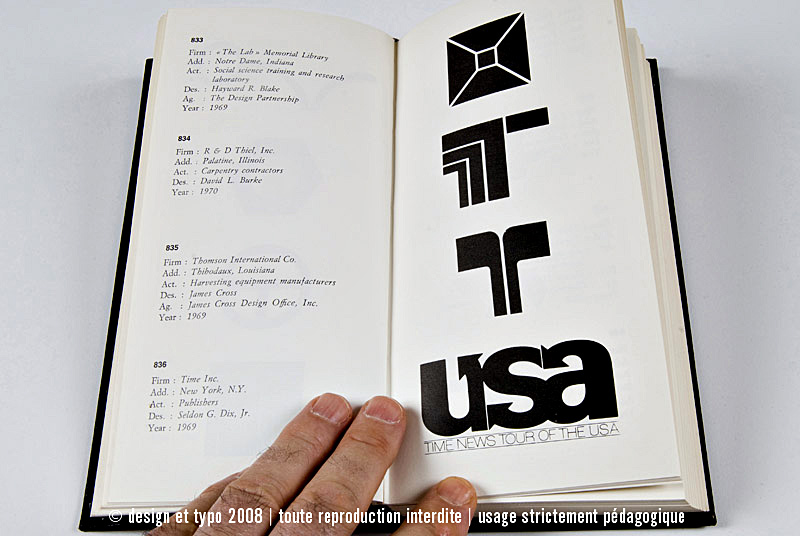 833
Firm : « The Lab » Memorial Library
Add. : Notre Dame, Indiana
Act. : Social science training and research
laboratory
Des. : Hayward R. Blake
Ag. : The Design Partnership
Year : 1969
834
Firm : R & D Thiel, Inc.
Add. : Palatine, Illinois
Act. : Carpentry contractors
Des. : David L. Burke
Year : 1970
835
Firm : Thomson International Co.
Add. : Thibodaux, Louisiana
Act. : Harvesting equipment manufacturers
Des. : James Cross
Ag. : James Cross Design Office, Inc.
Year : 1969
836
Firm : Time Inc.
Add. : New York, N.Y.
Act. : Publishers
Des. : Seldon G. Dix, Jr.
Year : 1969
usa
TIME NEWS TOUR OF THE USA
© design et typo 2008 | toute reproduction interdite | usage strictement pédagogique